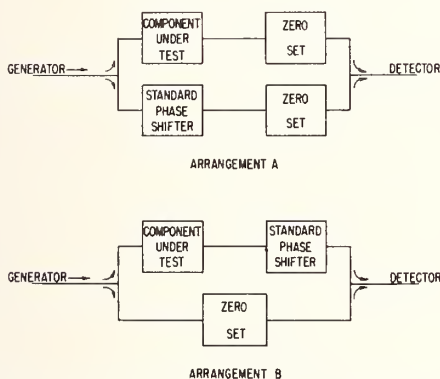 COMPONENT
UNDER
TEST
ZERO
SET
GENERATOR
DETECTOR
STANDARD
PHASE
SHIFTER
ZERO
SET
ARRANGEMENT A
COMPONENT
UNDER
TEST
STANDARD
PHASE
SHIFTER
GENERATOR
DETECTOR
ZERO
SET
ARRANGEMENT B